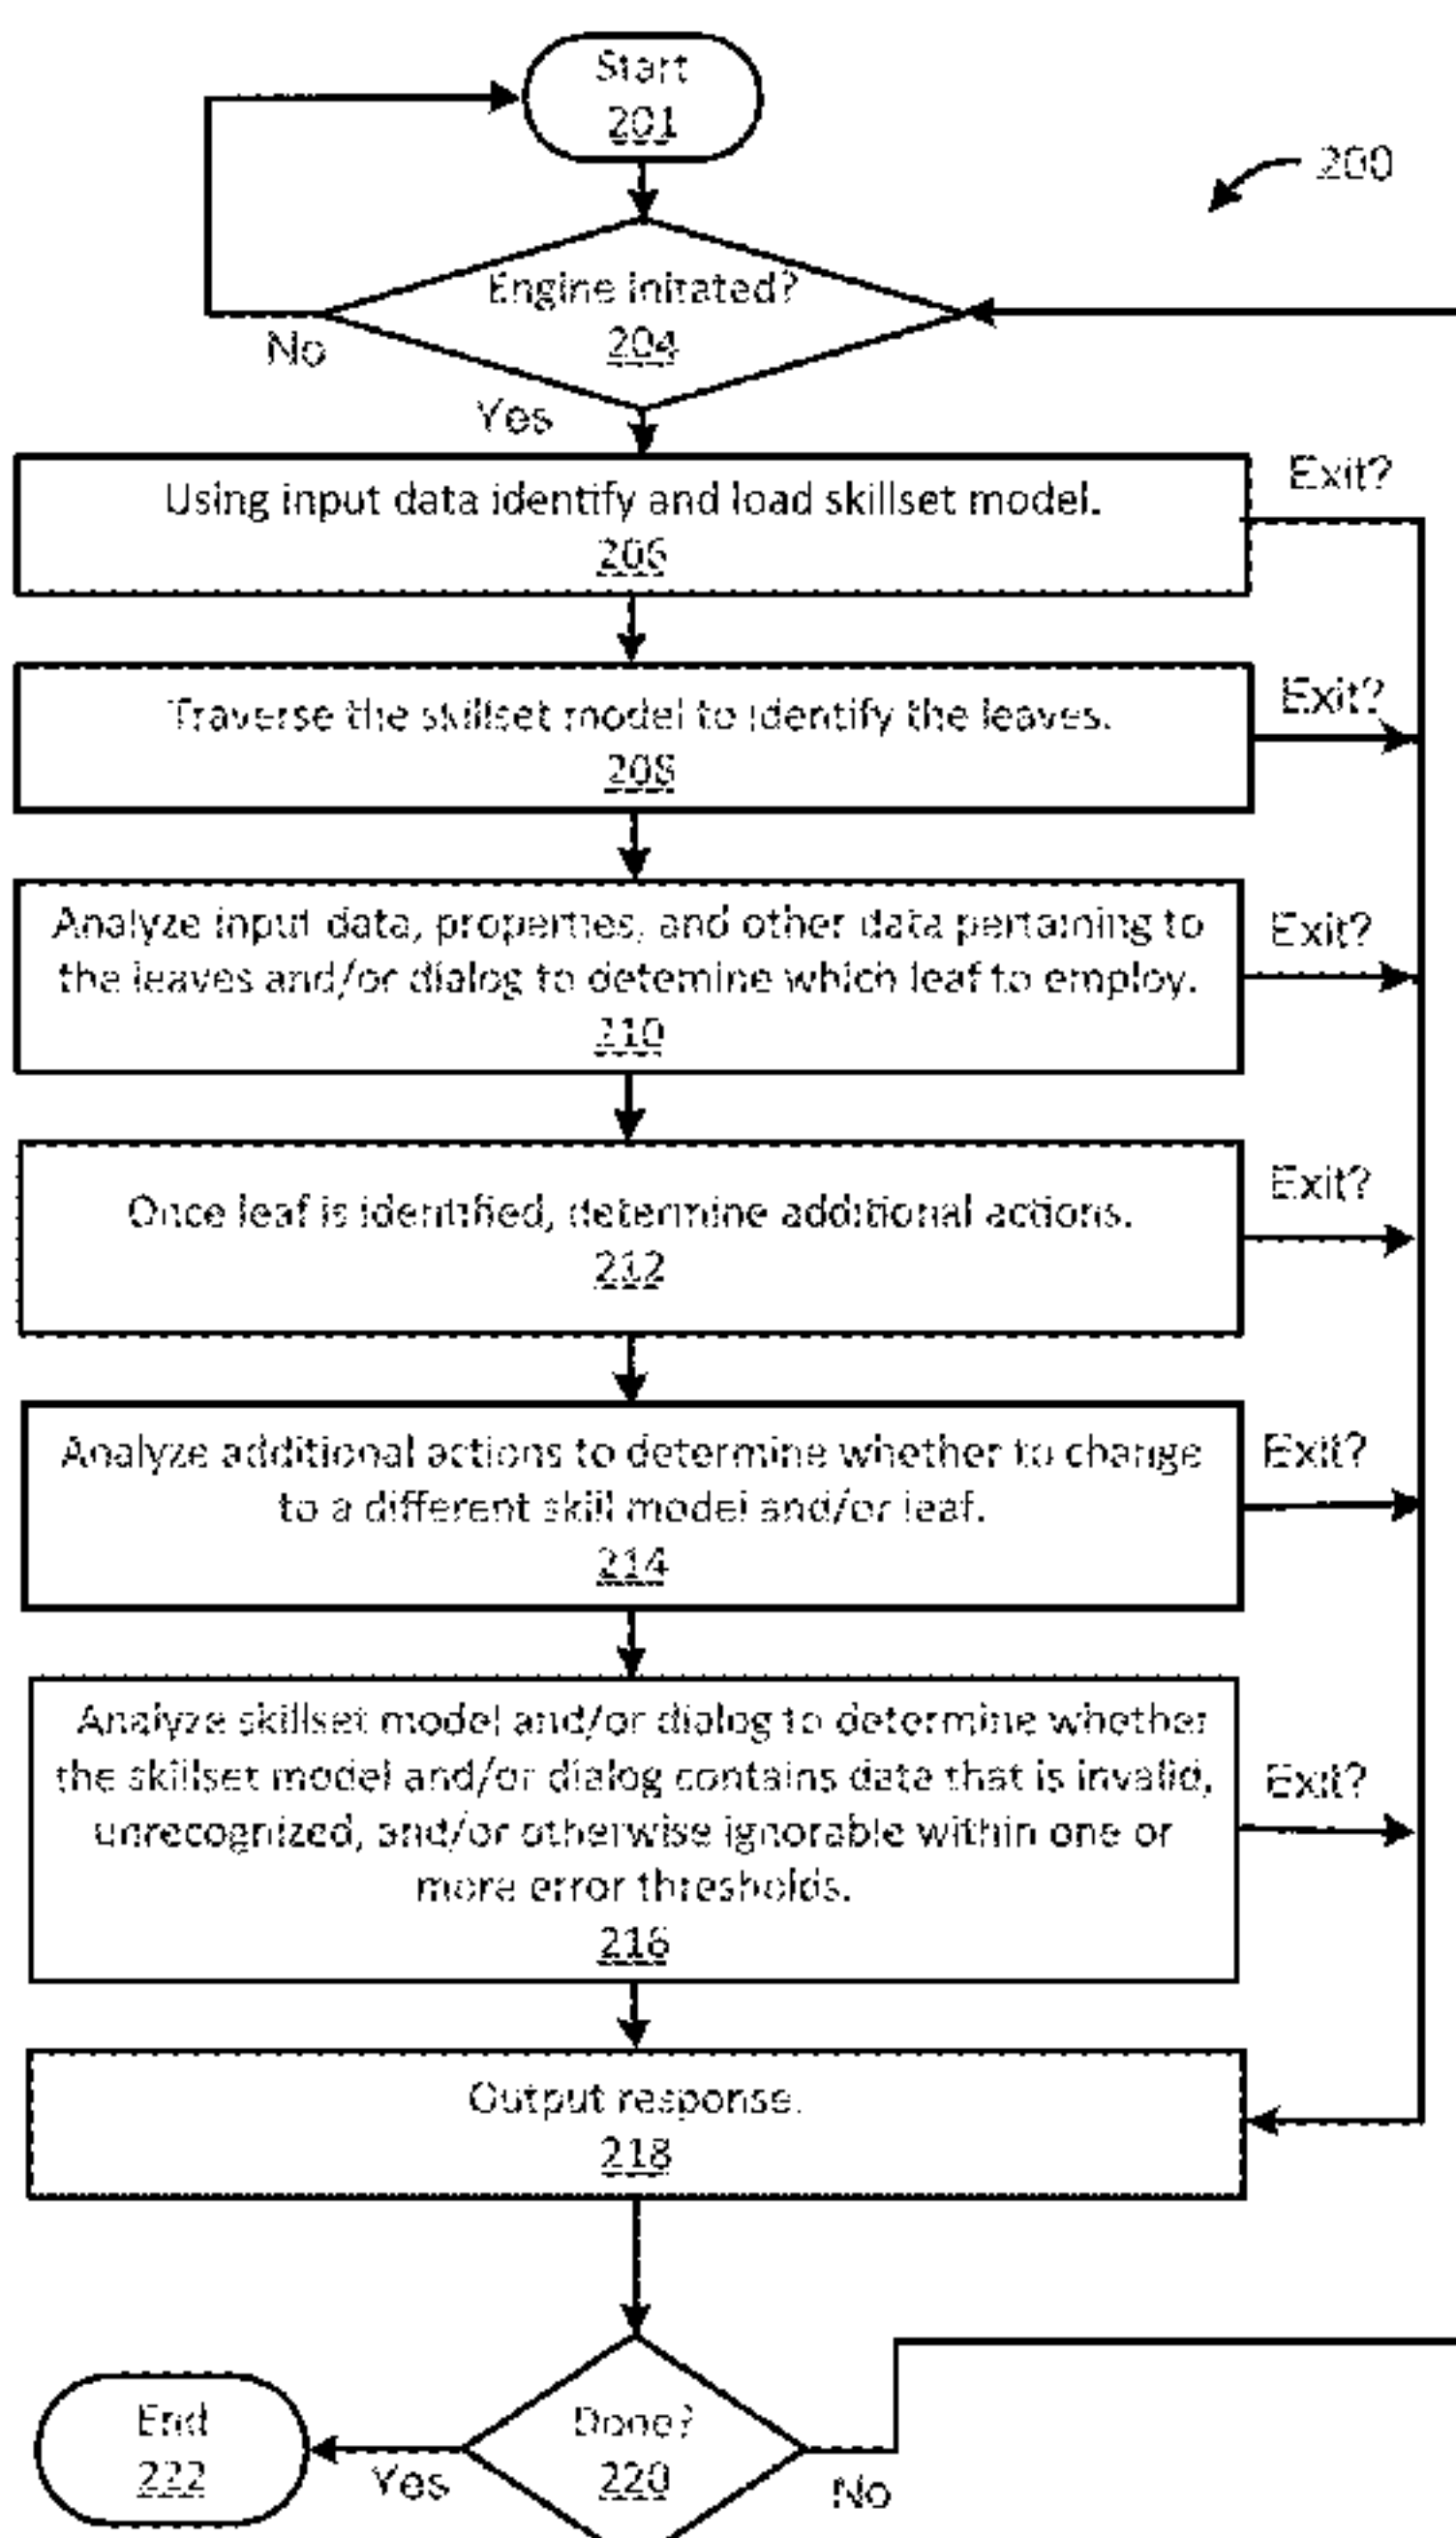 Start
201
200
Engine initated?
204
No
Yes
Using input data identify and load skillset model.
206
Exit?
Traverse the skillset model to identify the leaves.
208
Exit?
Analyze input data, properties, and other data pertaining to
the leaves and/or dialog to detemine which leaf to employ.
210
Exit?
Once leaf is identified, determine additional actions.
212
Exit?
Analyze additional actions to determine whether to change
to a different skill model and/or leaf.
214
Exit?
Analyze skillset model and/or dialog to determine whether
the skillset model and/or dialog contains data that is invalid,
unrecognized, and/or otherwise ignorable within one or
more error thresholds.
216
Exit?
Output response.
218
Done?
220
Yes
No
End
222